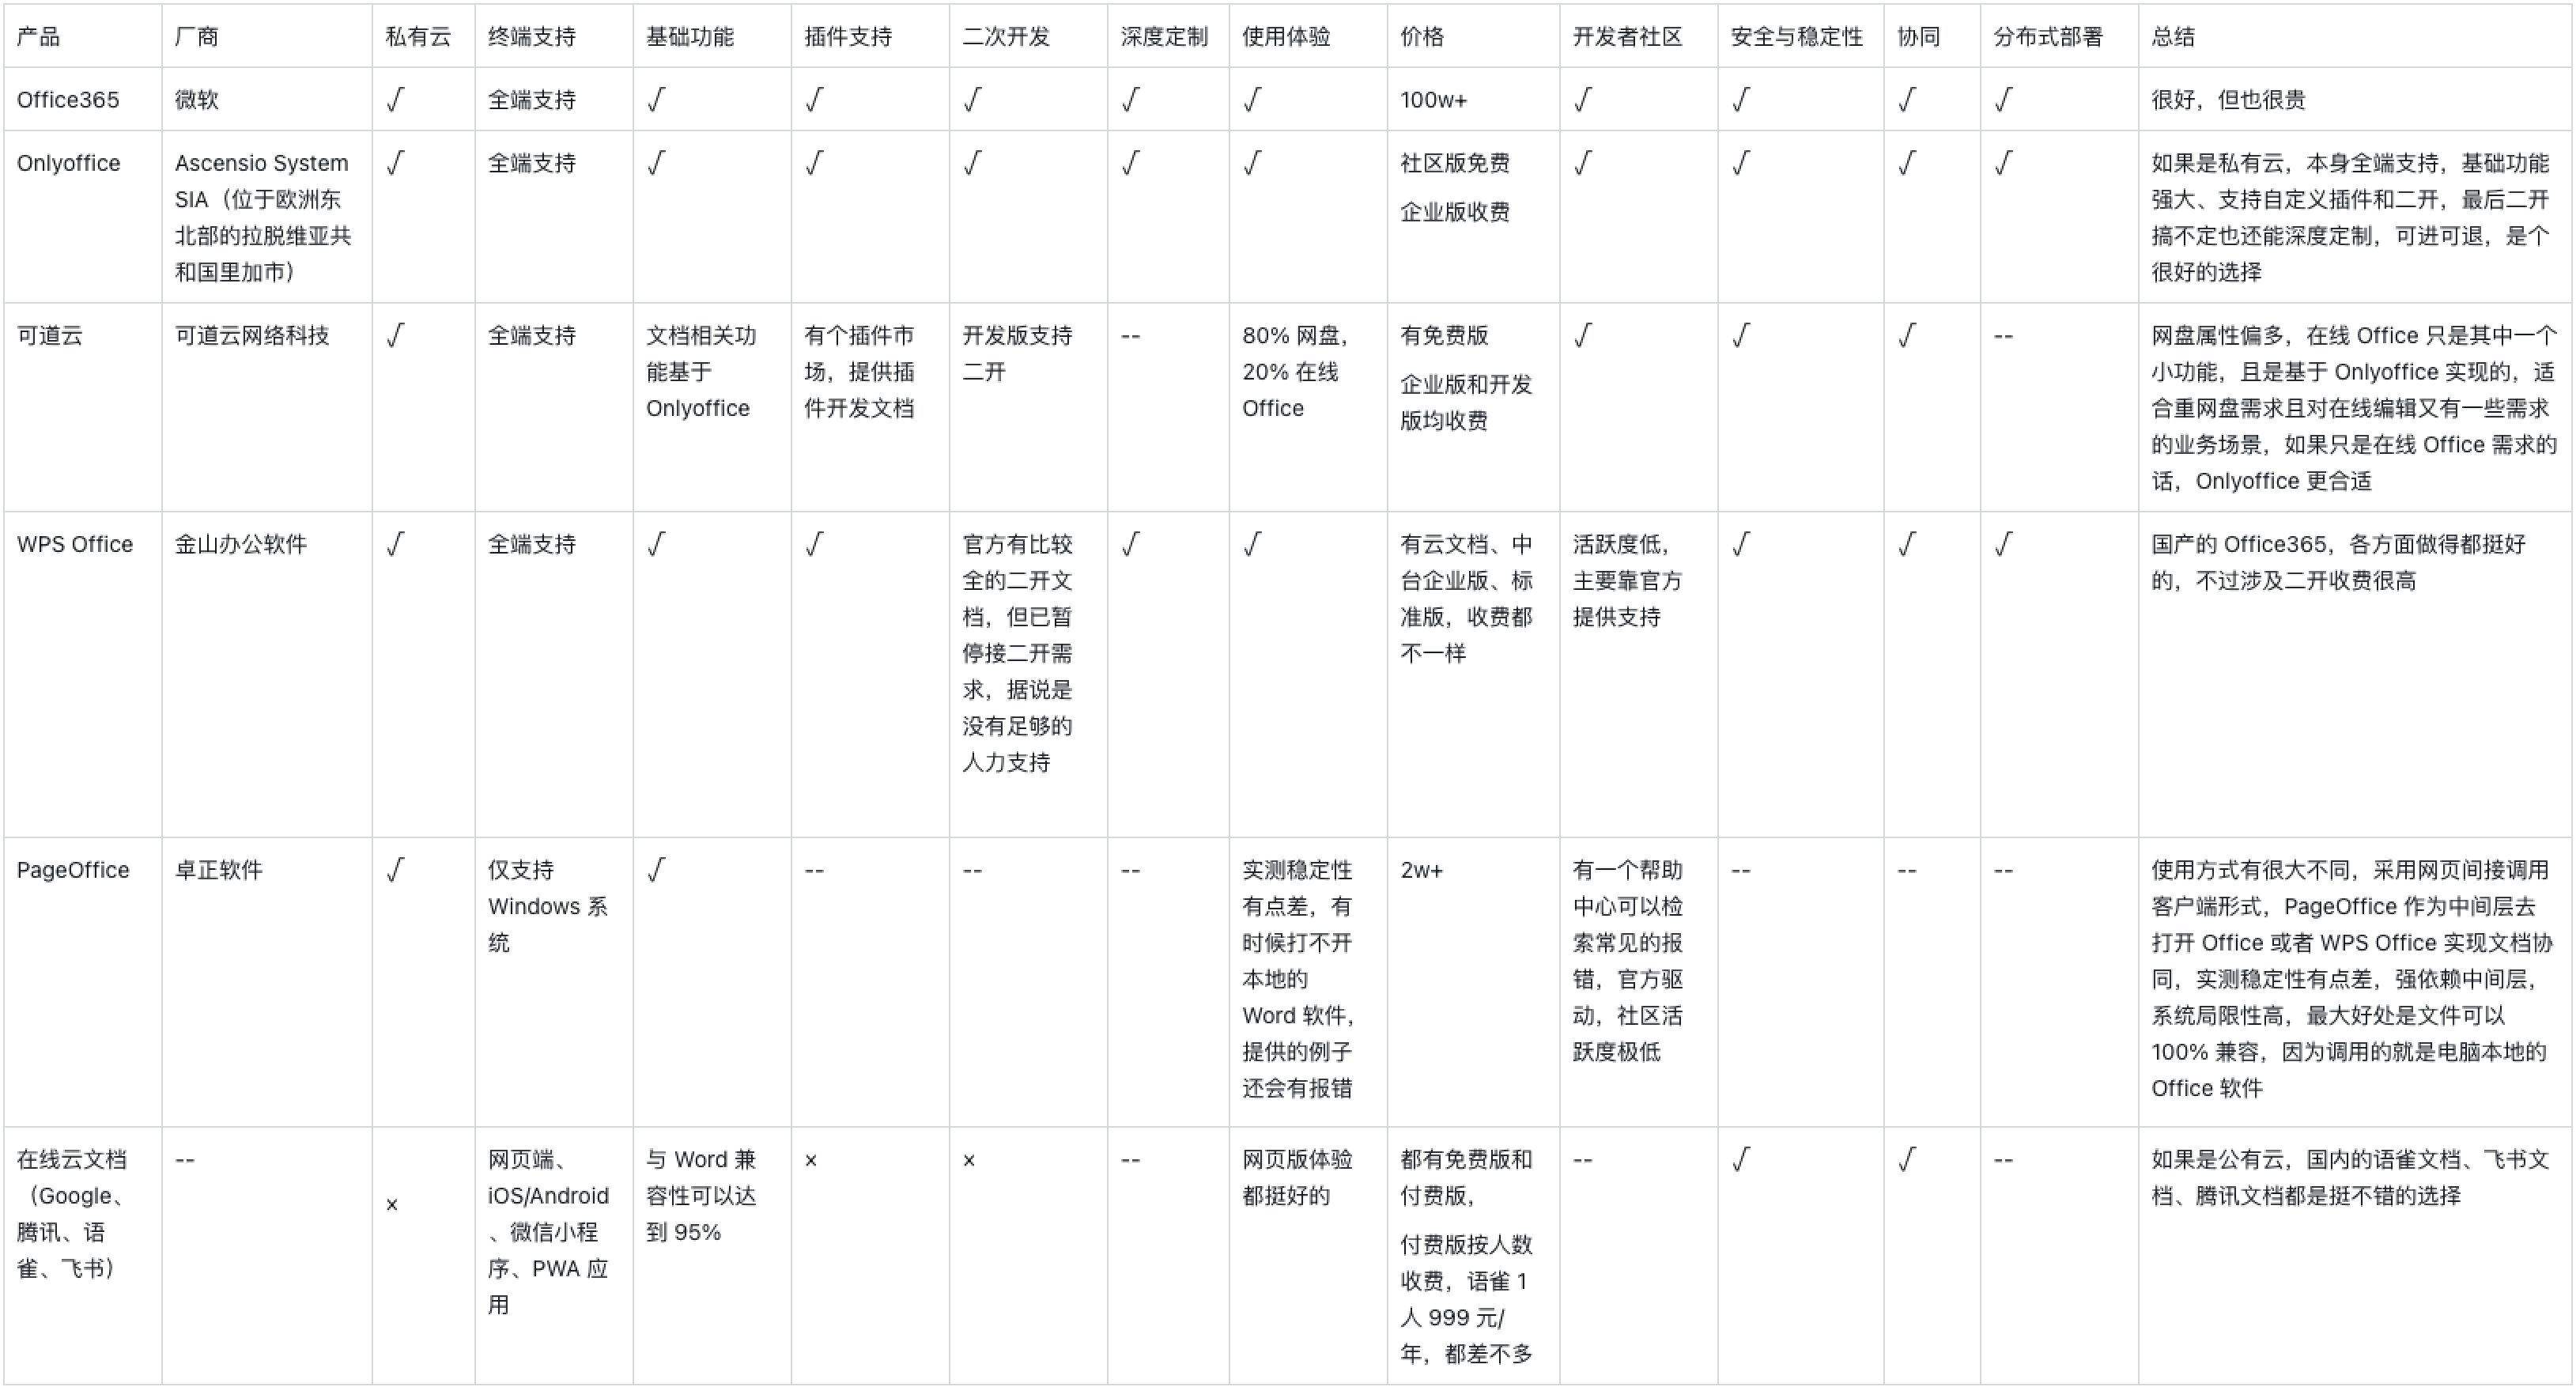 产品 厂商 私有云 终端支持 基础功能 插件支持 二次开发 深度定制 使用体验 价格 开发者社区 安全与稳定性 协同 分布式部署 总结
Office365 微软 √ 全端支持 √ √ √ √ √ 100w+ √ √ √ √ 很好，但也很贵
Onlyoffice
Ascensio System
SIA（位于欧洲东
北部的拉脱维亚共
和国里加市）
√
全端支持
√
√
√
√
√
社区版免费
企业版收费
√
√
√
√
如果是私有云，本身全端支持，基础功能
强大、支持自定义插件和二开，最后二开
搞不定也还能深度定制，可进可退，是个
很好的选择
可道云
可道云网络科技
√
全端支持
文档相关功
能基于
Onlyoffice
有个插件市
场，提供插
件开发文档
开发版支持
二开
--
80% 网盘，
20% 在线
Office
有免费版
企业版和开发
版均收费
√
√
√
--
网盘属性偏多，在线 Office 只是其中一个
小功能，且是基于 Onlyoffice 实现的，适
合重网盘需求且对在线编辑又有一些需求
的业务场景，如果只是在线 Office 需求的
话，Onlyoffice 更合适
WPS Office
金山办公软件
√
全端支持
√
√
官方有比较
全的二开文
档，但已暂
停接二开需
求，据说是
没有足够的
人力支持
√
√
有云文档、中
台企业版、标
准版，收费都
不一样
活跃度低，
主要靠官方
提供支持
√
√
√
国产的 Office365，各方面做得都挺好
的，不过涉及二开收费很高
PageOffice
卓正软件
√
仅支持
Windows 系
统
√
--
--
--
实测稳定性
有点差，有
时候打不开
本地的
Word 软件，
提供的例子
还会有报错
2w+
有一个帮助
中心可以检
索常见的报
错，官方驱
动，社区活
跃度极低
--
--
--
使用方式有很大不同，采用网页间接调用
客户端形式，PageOffice 作为中间层去
打开 Office 或者 WPS Office 实现文档协
同，实测稳定性有点差，强依赖中间层，
系统局限性高，最大好处是文件可以
100% 兼容，因为调用的就是电脑本地的
Office 软件
在线云文档
（Google、
腾讯、语
雀、飞书）
--
×
网页端、
iOS/Android
、微信小程
序、PWA 应
用
与 Word 兼
容性可以达
到 95%
×
×
--
网页版体验
都挺好的
都有免费版和
付费版，
付费版按人数
收费，语雀 1
人 999 元/
年，都差不多
--
√
√
--
如果是公有云，国内的语雀文档、飞书文
档、腾讯文档都是挺不错的选择